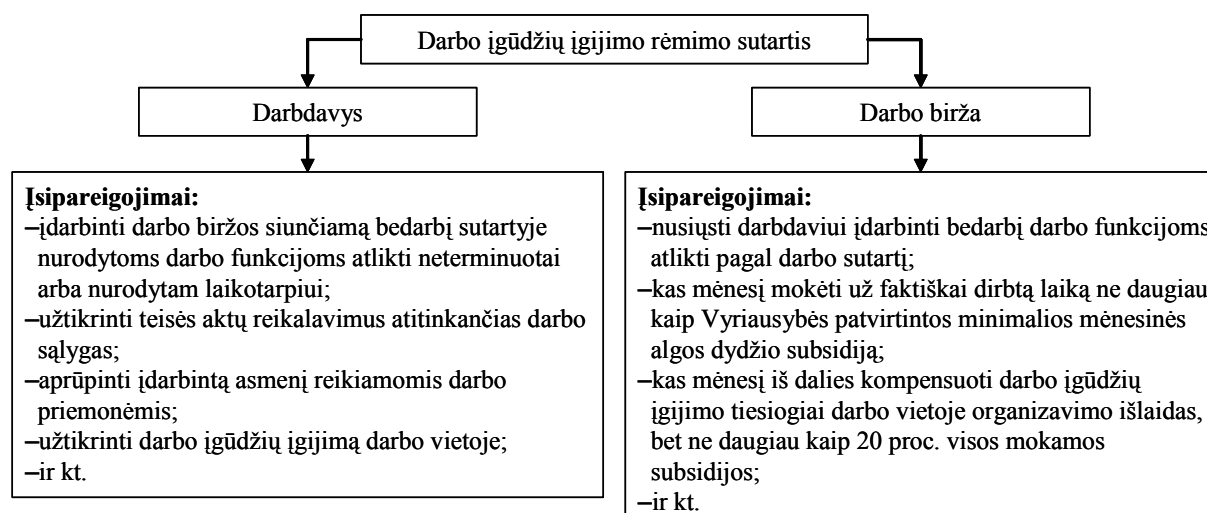 Darbo įgūdžių įgijimo rėmimo sutartis
Darbdavys
Darbo birža
Įsipareigojimai:
–įdarbinti darbo biržos siunčiamą bedarbį sutartyje
nurodytoms darbo funkcijoms atlikti neterminuotai
arba nurodytam laikotarpiui;
–užtikrinti teisės aktų reikalavimus atitinkančias darbo
sąlygas;
–aprūpinti įdarbintą asmenį reikiamomis darbo
priemonėmis;
–užtikrinti darbo įgūdžių įgijimą darbo vietoje;
–ir kt.
Įsipareigojimai:
–nusiųsti darbdaviui įdarbinti bedarbį darbo funkcijoms
atlikti pagal darbo sutartį;
–kas mėnesį mokėti už faktiškai dirbtą laiką ne daugiau
kaip Vyriausybės patvirtintos minimalios mėnesinės
algos dydžio subsidiją;
–kas mėnesį iš dalies kompensuoti darbo įgūdžių
įgijimo tiesiogiai darbo vietoje organizavimo išlaidas,
bet ne daugiau kaip 20 proc. visos mokamos
subsidijos;
–ir kt.